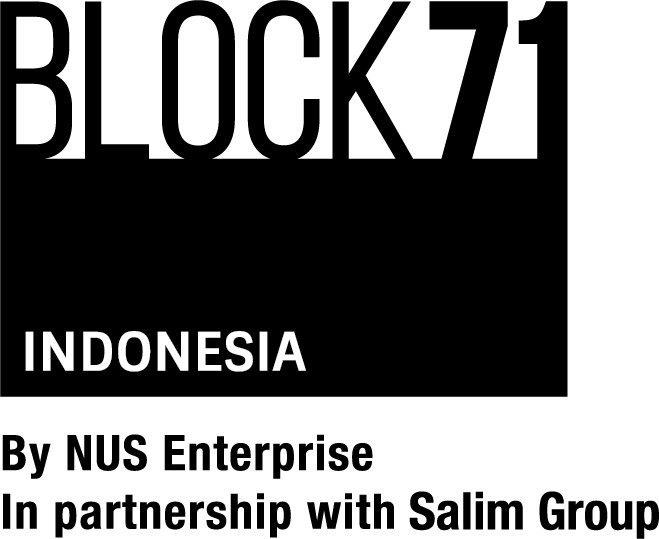 BLOCK71
INDONESIA
By NUS Enterprise
In partnership with Salim Group